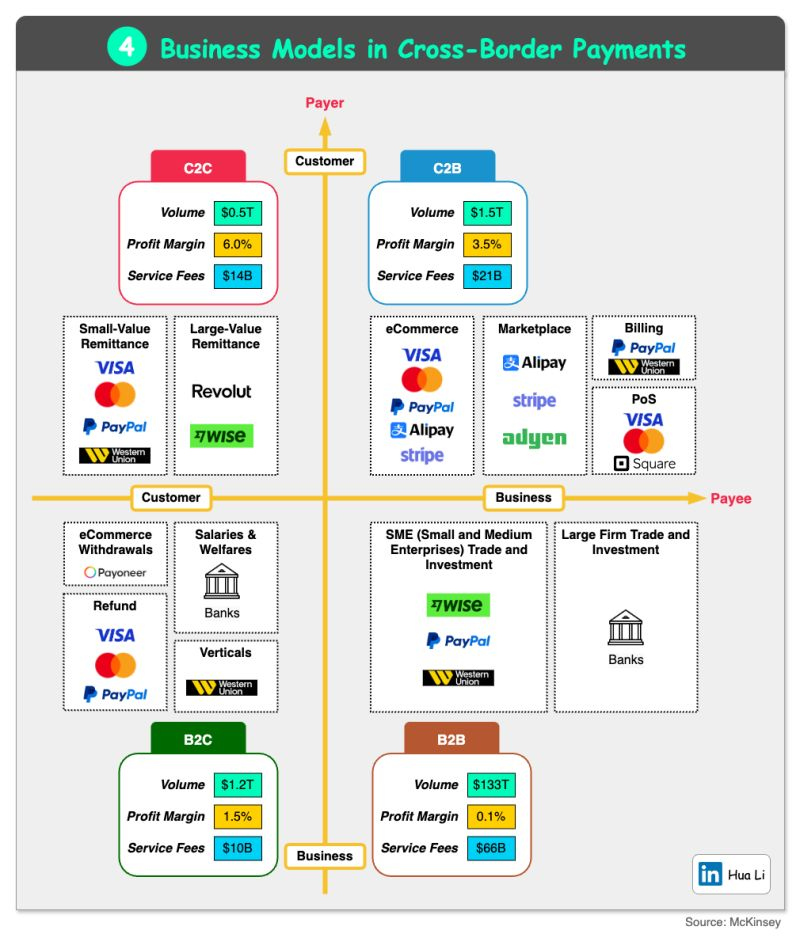 4 Business Models in Cross-Border Payments
Payer
Customer
C2C
Volume $0.5T
Profit Margin 6.0%
Service Fees $14B
C2B
Volume $1.5T
Profit Margin 3.5%
Service Fees $21B
Small-Value
Remittance
VISA
PayPal
Western
Union
Large-Value
Remittance
Revolut
WISE
eCommerce
VISA
PayPal
Alipay
stripe
Marketplace
Alipay
stripe
adyen
Billing
PayPal
Western
Union
PoS
VISA
Square
Customer
Business
Payee
eCommerce
Withdrawals
Payoneer
Refund
VISA
PayPal
Salaries &
Welfares
Banks
Verticals
Western
Union
SME (Small and Medium
Enterprises) Trade and
Investment
WISE
PayPal
Western
Union
Large Firm Trade and
Investment
Banks
B2C
Volume $1.2T
Profit Margin 1.5%
Service Fees $10B
B2B
Volume $133T
Profit Margin 0.1%
Service Fees $66B
Business
in Hua Li
Source: McKinsey